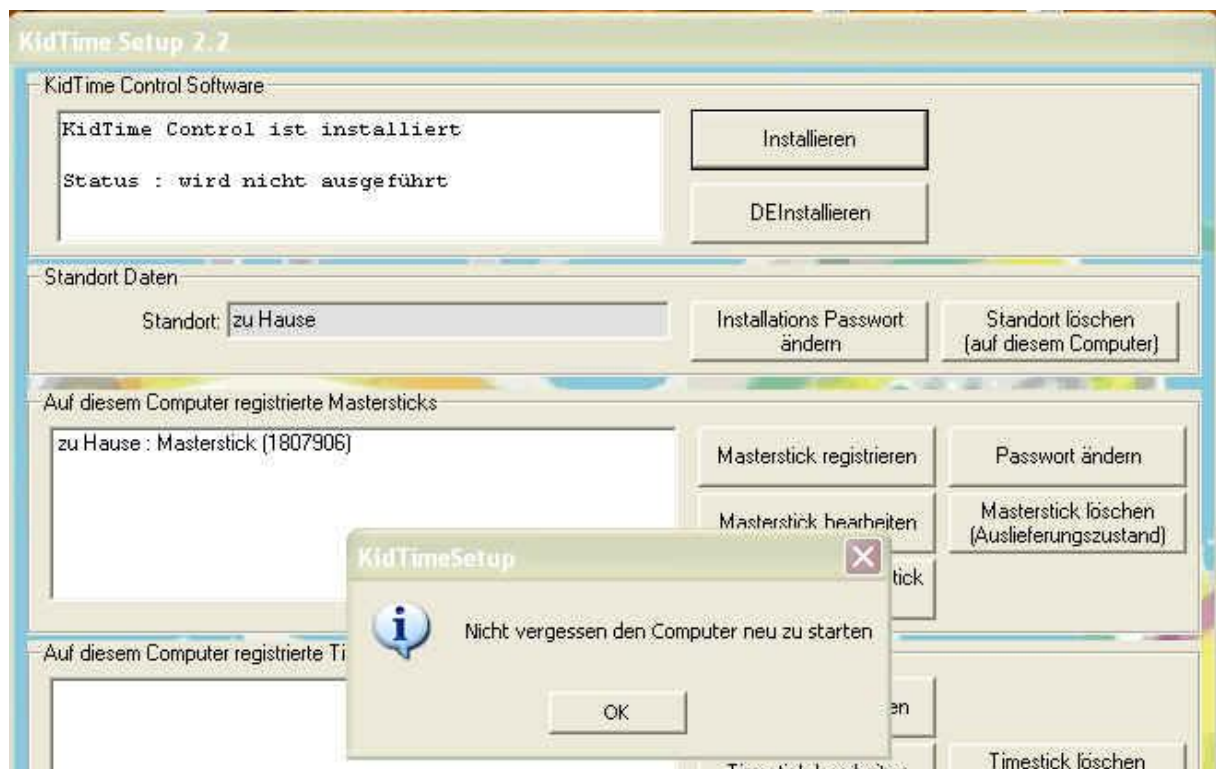 KidTime Setup 2.2
KidTime Control Software
KidTime Control ist installiert
Status : wird nicht ausgeführt
Installieren
DEInstallieren
Standort Daten
Standort: zu Hause
Installations Passwort
ändern
Standort löschen
(auf diesem Computer)
Auf diesem Computer registrierte Mastersticks
zu Hause : Masterstick (1807906)
Masterstick registrieren
Passwort ändern
Masterstick bearbeiten
Masterstick löschen
(Auslieferungszustand)
tick
KidTimeSetup
Nicht vergessen den Computer neu zu starten
OK
Auf diesem Computer registrierte Ti
en
Timestick löschen